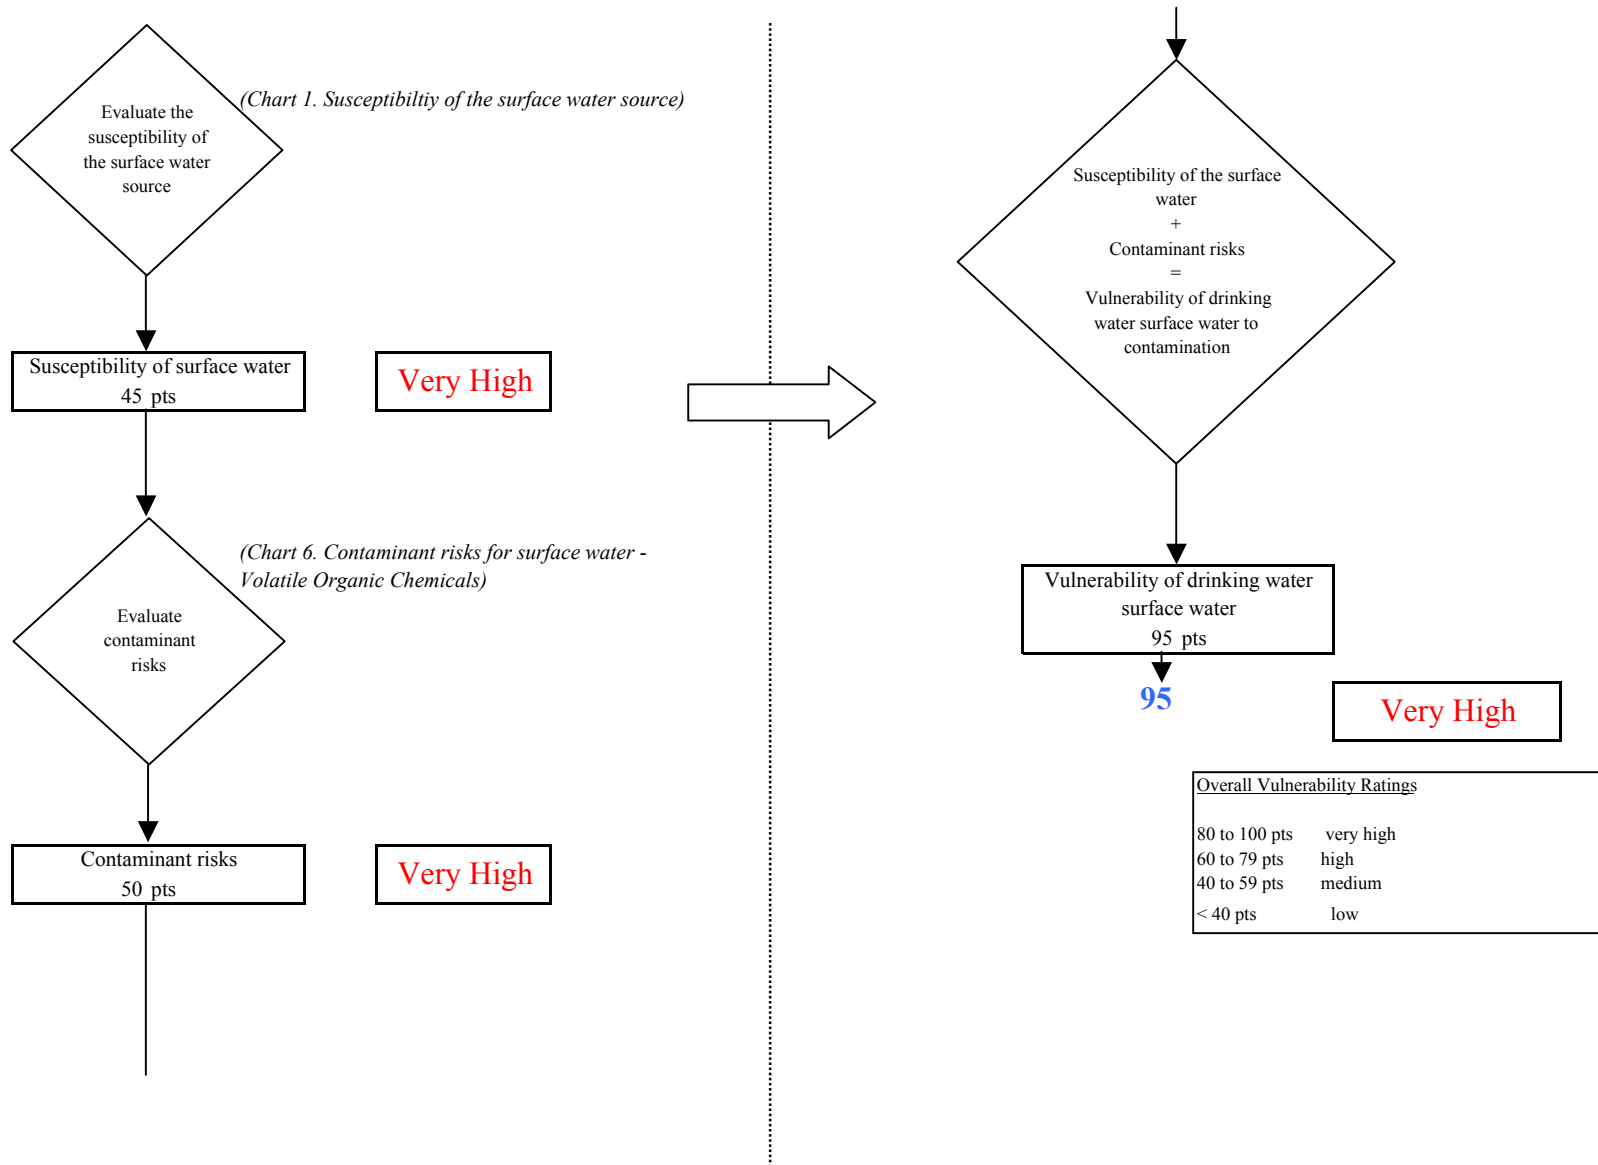 Evaluate the
susceptibility of
the surface water
source
(Chart 1. Susceptibiltiy of the surface water source)
Susceptibility of surface water
45 pts
Very High
(Chart 6. Contaminant risks for surface water -
Volatile Organic Chemicals)
Evaluate
contaminant
risks
Contaminant risks
50 pts
Very High
Susceptibility of the surface
water
+
Contaminant risks
=
Vulnerability of drinking
water surface water to
contamination
Vulnerability of drinking water
surface water
95 pts
95
Very High
Overall Vulnerability Ratings
80 to 100 pts very high
60 to 79 pts high
40 to 59 pts medium
< 40 pts low